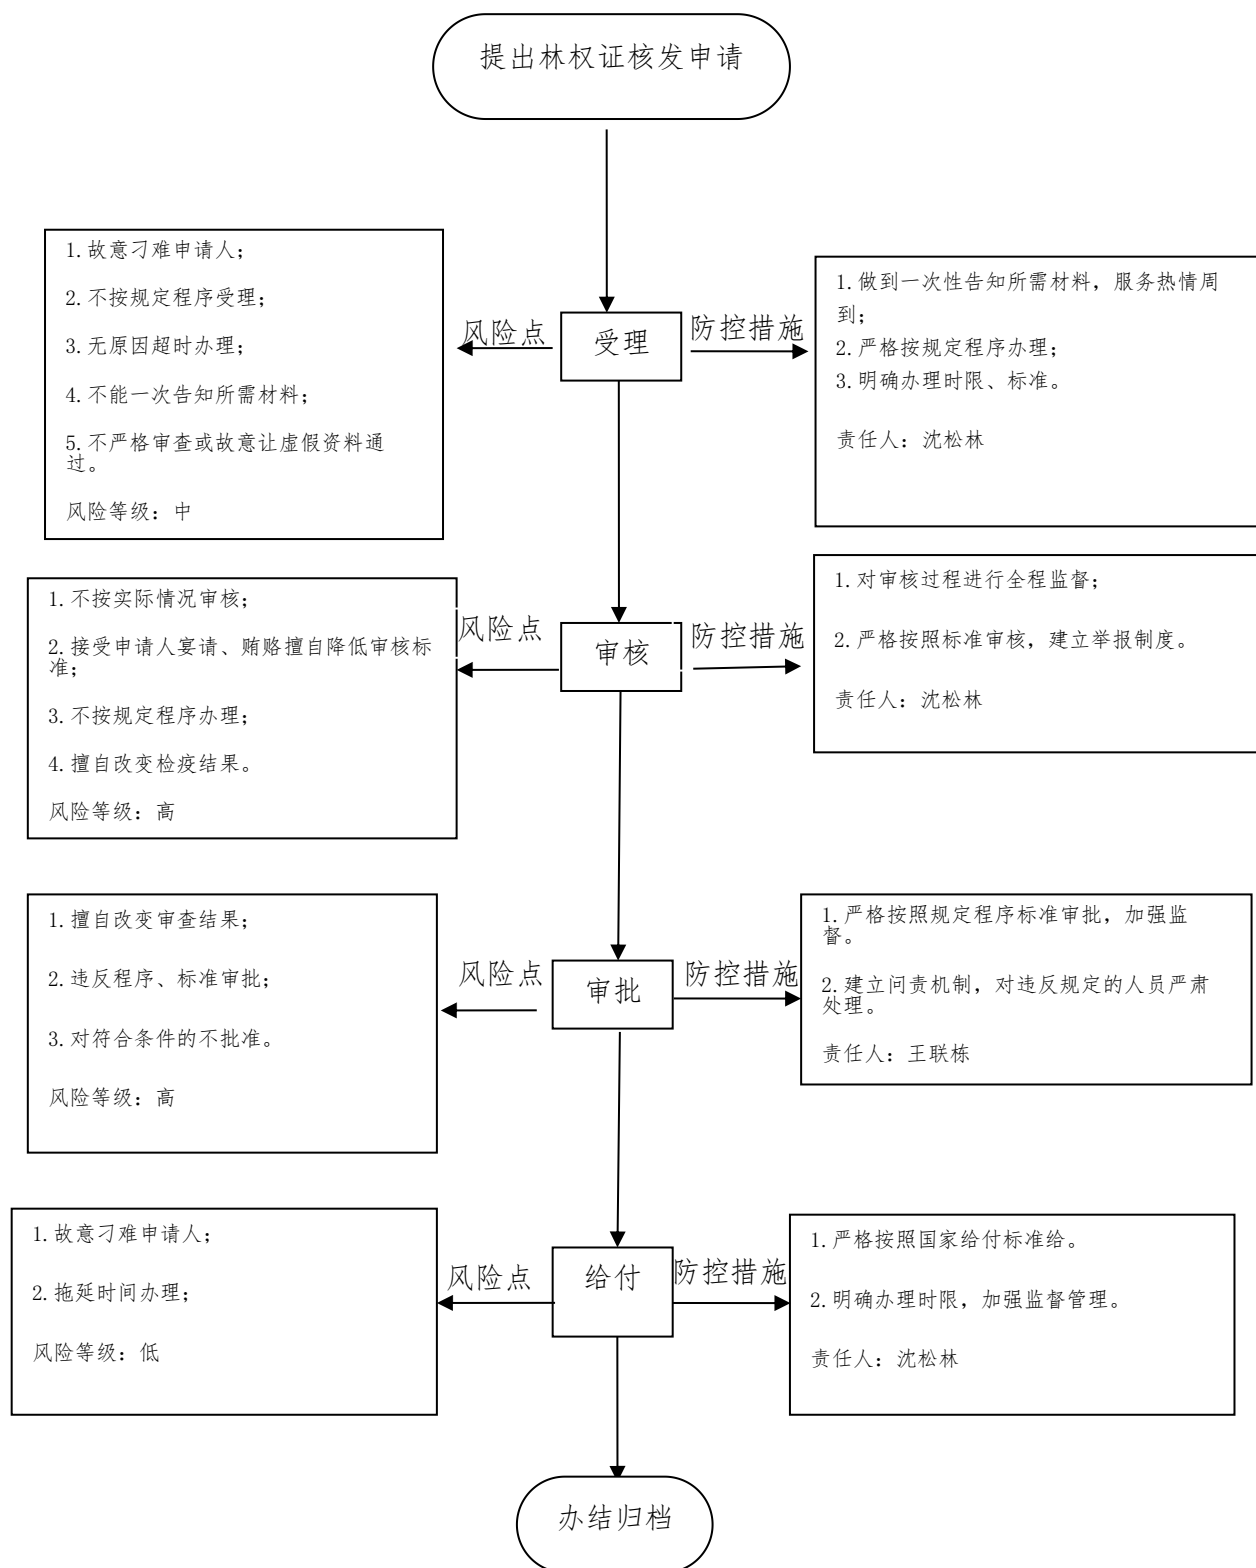 提出林权证核发申请
1.故意刁难申请人；
2.不按规定程序受理；
3.无原因超时办理；
4.不能一次告知所需材料；
5.不严格审查或故意让虚假资料通
过。
风险等级：中
风险点
受理
防控措施
1.做到一次性告知所需材料，服务热情周
到；
2.严格按规定程序办理；
3.明确办理时限、标准。
责任人：沈松林
1.不按实际情况审核；
2.接受申请人宴请、贿赂擅自降低审核标
准；
3.不按规定程序办理；
4.擅自改变检疫结果。
风险等级：高
风险点
审核
防控措施
1.对审核过程进行全程监督；
2.严格按照标准审核，建立举报制度。
责任人：沈松林
1.擅自改变审查结果；
2.违反程序、标准审批；
3.对符合条件的不批准。
风险等级：高
风险点
审批
防控措施
1.严格按照规定程序标准审批，加强监
督。
2.建立问责机制，对违反规定的人员严肃
处理。
责任人：王联栋
1.故意刁难申请人；
2.拖延时间办理；
风险等级：低
风险点
给付
防控措施
1.严格按照国家给付标准给。
2.明确办理时限，加强监督管理。
责任人：沈松林
办结归档